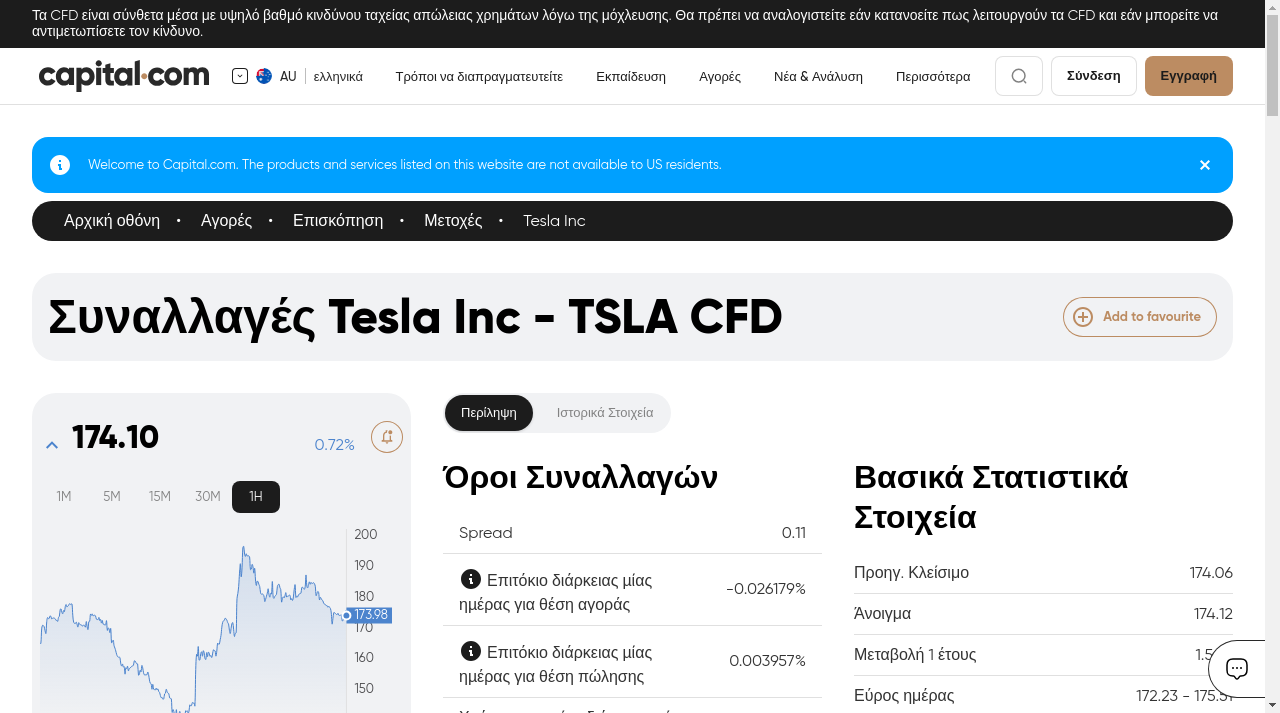 Τα CFD είναι σύνθετα μέσα με υψηλό βαθμό κινδύνου ταχείας απώλειας χρημάτων λόγω της μόχλευσης. Θα πρέπει να αναλογιστείτε εάν κατανοείτε πως λειτουργούν τα CFD και εάν μπορείτε να
αντιμετωπίσετε τον κίνδυνο.
capital.com
AU
ελληνικά
Τρόποι να διαπραγματευτείτε
Εκπαίδευση
Αγορές
Νέα & Ανάλυση
Περισσότερα
Σύνδεση
Εγγραφή
Welcome to Capital.com. The products and services listed on this website are not available to US residents.
Αρχική οθόνη • Αγορές • Επισκόπηση • Μετοχές • Tesla Inc
Συναλλαγές Tesla Inc - TSLA CFD
Add to favourite
174.10
0.72%
1M 5M 15M 30M 1H
200
190
180
173.98
170
160
150
Περίληψη
Ιστορικά Στοιχεία
Όροι Συναλλαγών
Spread 0.11
Επιτόκιο διάρκειας μίας
ημέρας για θέση αγοράς
-0.026179%
Επιτόκιο διάρκειας μίας
ημέρας για θέση πώλησης
0.003957%
Βασικά Στατιστικά
Στοιχεία
Προηγ. Κλείσιμο 174.06
Άνοιγμα 174.12
Μεταβολή 1 έτους
Εύρος ημέρας 172.23 - 175.51